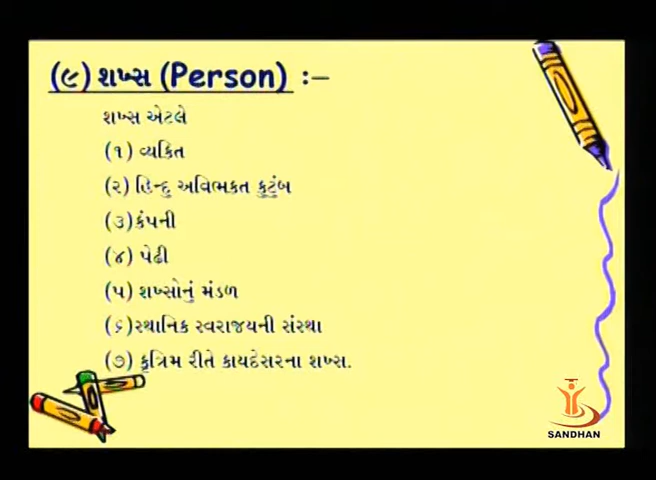 (૯) શખ્સ (Person) :–
શખ્સ એટલે
(૧) વ્યકિત
(૨) હિન્દુ અવિભકત કુટુંબ
(૩) કંપની
(૪) પેઢી
(૫) શખ્સોનું મંડળ
(૬) સ્થાનિક સ્વરાજયની સંસ્થા
(૭) કૃત્રિમ રીતે કાયદેસરના શખ્સ.
SANDHAN